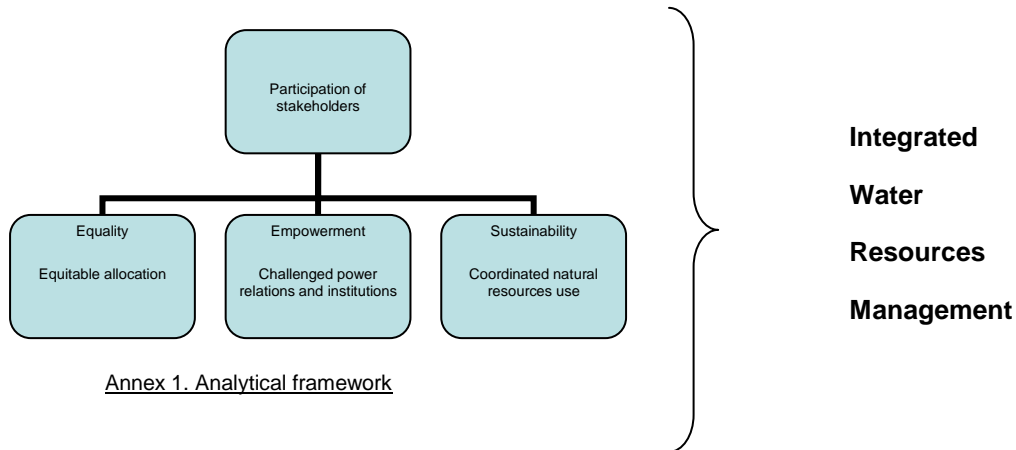 Participation of
stakeholders
Equality
Equitable allocation
Empowerment
Challenged power
relations and institutions
Sustainability
Coordinated natural
resources use
Annex 1. Analytical framework
Integrated
Water
Resources
Management